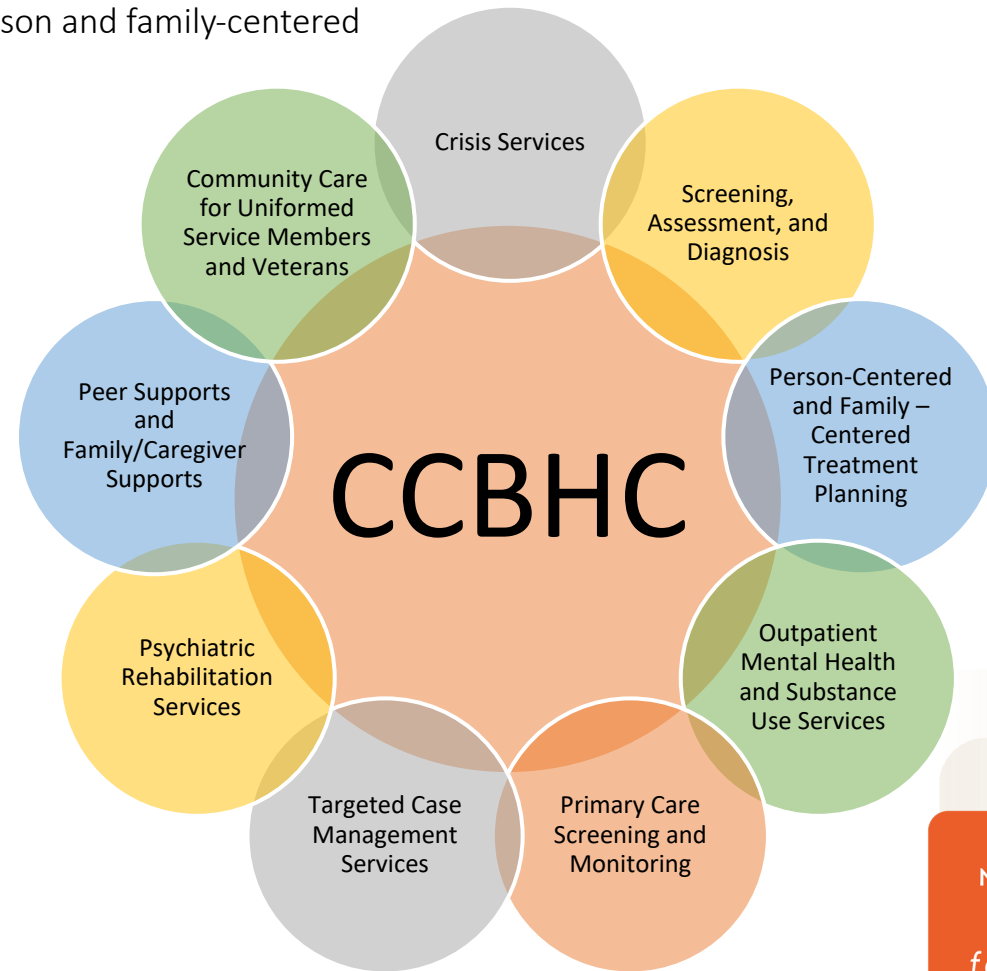 son and family-centered
Crisis Services
Screening,
Assessment, and
Diagnosis
Person-Centered
and Family –
Centered
Treatment
Planning
Outpatient
Mental Health
and Substance
Use Services
Primary Care
Screening and
Monitoring
Targeted Case
Management
Services
Psychiatric
Rehabilitation
Services
Peer Supports
and
Family/Caregiver
Supports
Community Care
for Uniformed
Service Members
and Veterans
CCBHC